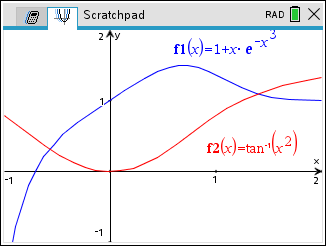 Scratchpad
RAD
2
y
f1(x)=1+x·e^-x^3
1
f2(x)=tan⁻¹(x²)
x
-1
1
2
-1